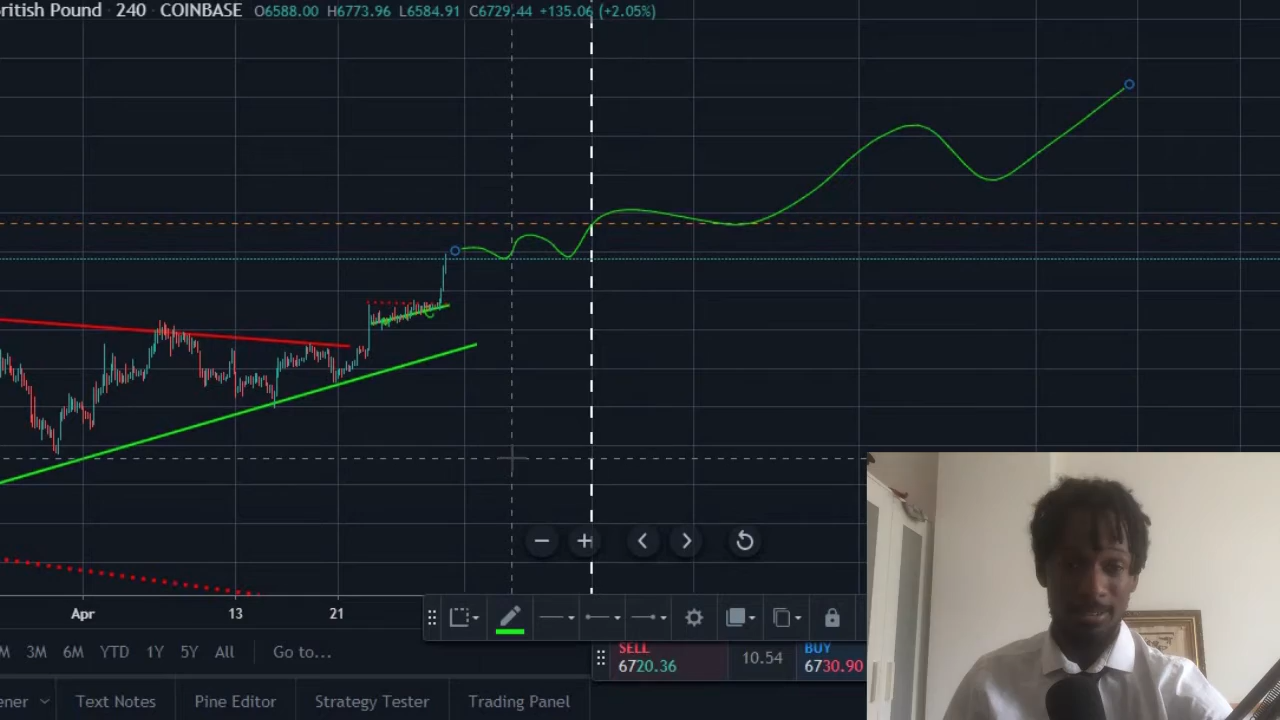 ritish Pound 240 COINBASE O6588.00 H6773.96 L6584.91 C6729.44 +135.06 (+2.05%)
Apr 13 21
M 3M 6M YTD 1Y 5Y All Go to...
SELL
6720.36
10.54
BUY
6730.90
ener Text Notes Pine Editor Strategy Tester Trading Panel